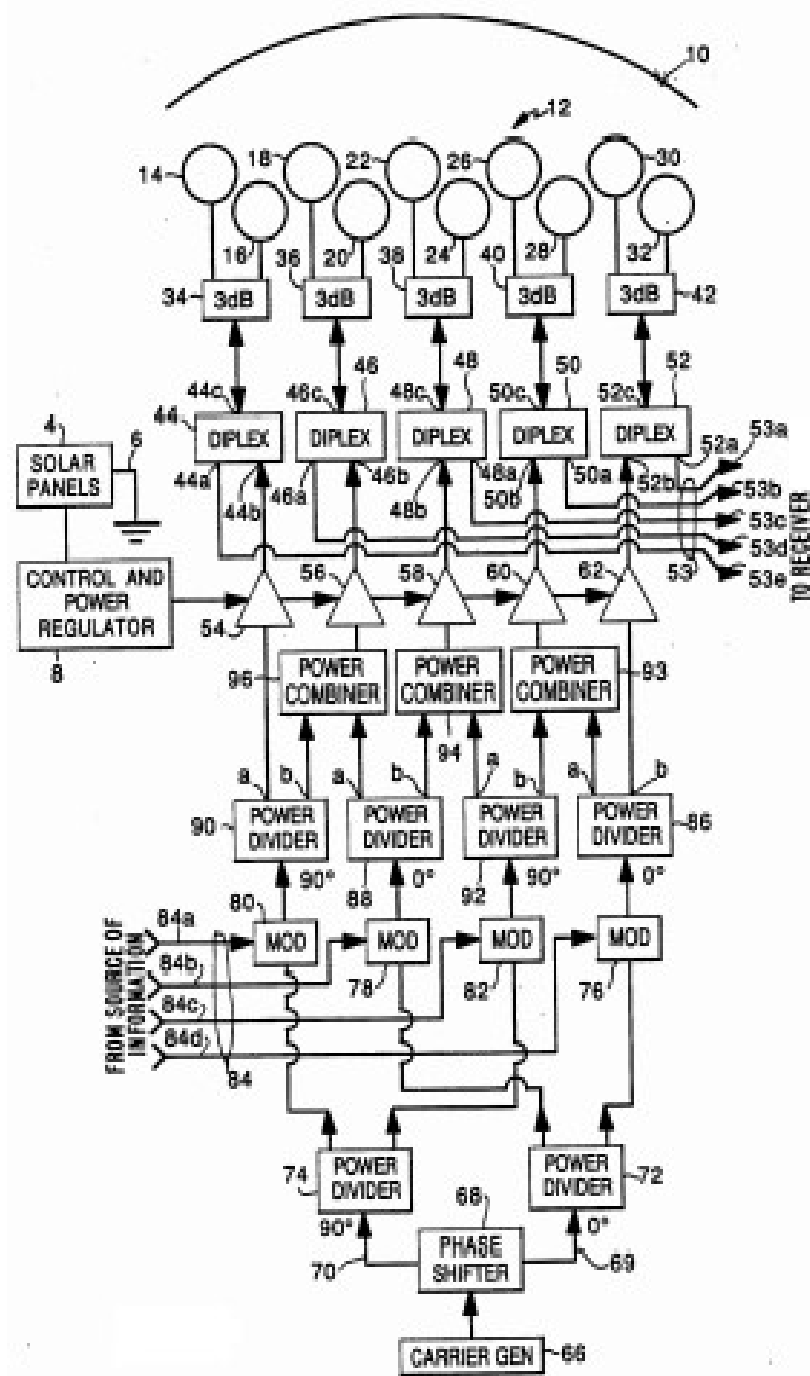 10
12
14 18 22 26 30
16 20 24 28 32
34 36 38 40 42
3dB 3dB 3dB 3dB 3dB
44c 46c 46 48c 48 50c 50 52c 52
44 DIPLEX DIPLEX DIPLEX DIPLEX DIPLEX
44a 44b 46a 46b 48b 48a 50b 50a 52b 52a
53a
53b
53c
53d
53e
53
TO RECEIVER
4
SOLAR
PANELS
6
CONTROL AND
POWER
REGULATOR
8
54 56 58 60 62
96
POWER
COMBINER
POWER
COMBINER
94
POWER
COMBINER
93
a b a b a b a b
90
POWER
DIVIDER
POWER
DIVIDER
88
POWER
DIVIDER
92
POWER
DIVIDER
86
90° 0° 90° 0°
80 MOD
MOD 78
MOD 82
MOD 76
FROM SOURCE OF
INFORMATION
84a
84b
84c
84d
84
74
POWER
DIVIDER
POWER
DIVIDER
72
90° 0°
68
PHASE
SHIFTER
70 69
CARRIER GEN 66